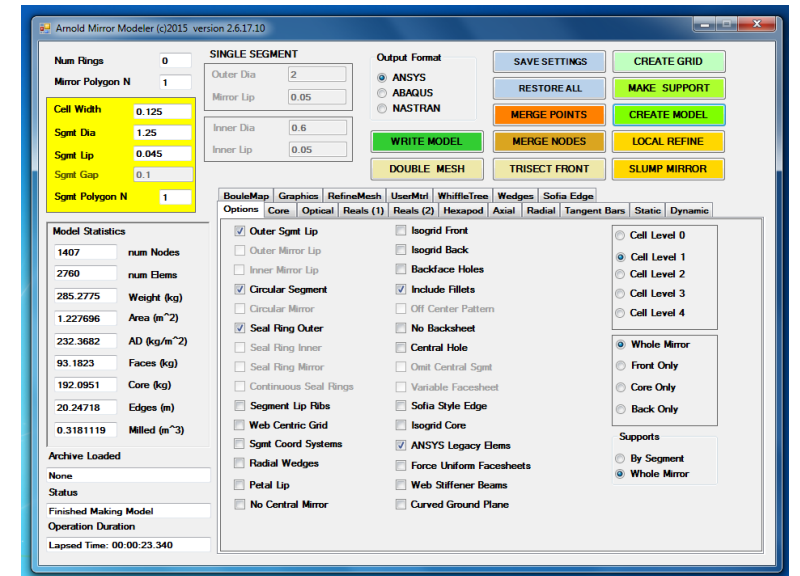 Arnold Mirror Modeler (c)2015 version 2.6.17.10
Num Rings 0
Mirror Polygon N 1
Cell Width 0.125
Sgmt Dia 1.25
Sgmt Lip 0.045
Sgmt Gap 0.1
Sgmt Polygon N 1
SINGLE SEGMENT
Outer Dia 2
Mirror Lip 0.05
Inner Dia 0.6
Inner Lip 0.05
Output Format
ANSYS
ABAQUS
NASTRAN
WRITE MODEL
DOUBLE MESH
SAVE SETTINGS
CREATE GRID
RESTORE ALL
MAKE SUPPORT
MERGE POINTS
CREATE MODEL
MERGE NODES
LOCAL REFINE
TRISECT FRONT
SLUMP MIRROR
BouleMap Graphics RefineMesh UserMtrl WhiffleTree Wedges Sofia Edge
Options Core Optical Reals (1) Reals (2) Hexapod Axial Radial Tangent Bars Static Dynamic
Model Statistics
1407 num Nodes
2760 num Elems
285.2775 Weight (kg)
1.227696 Area (m^2)
232.3682 AD (kg/m^2)
93.1823 Faces (kg)
192.0951 Core (kg)
20.24718 Edges (m)
0.3181119 Milled (m^3)
Archive Loaded
None
Status
Finished Making Model
Operation Duration
Lapsed Time: 00:00:23.340
Outer Sgmt Lip
Outer Mirror Lip
Inner Mirror Lip
Circular Segment
Circular Mirror
Seal Ring Outer
Seal Ring Inner
Seal Ring Mirror
Continuous Seal Rings
Segment Lip Ribs
Web Centric Grid
Sgmt Coord Systems
Radial Wedges
Petal Lip
No Central Mirror
Isogrid Front
Isogrid Back
Backface Holes
Include Fillets
Off Center Pattern
No Backsheet
Central Hole
Omit Central Sgmt
Variable Facesheet
Sofia Style Edge
Isogrid Core
ANSYS Legacy Elems
Force Uniform Facesheets
Web Stiffener Beams
Curved Ground Plane
Cell Level 0
Cell Level 1
Cell Level 2
Cell Level 3
Cell Level 4
Whole Mirror
Front Only
Core Only
Back Only
Supports
By Segment
Whole Mirror